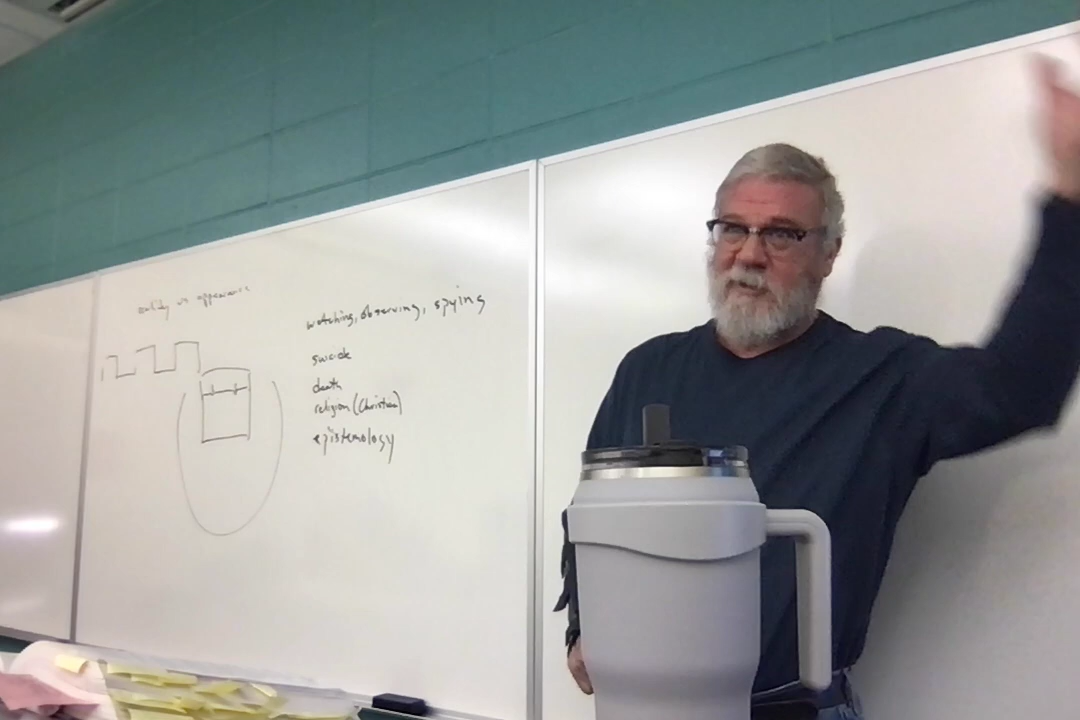 reality vs appearance
watching, observing, spying
suicide
death
religion (Christian)
epistemology